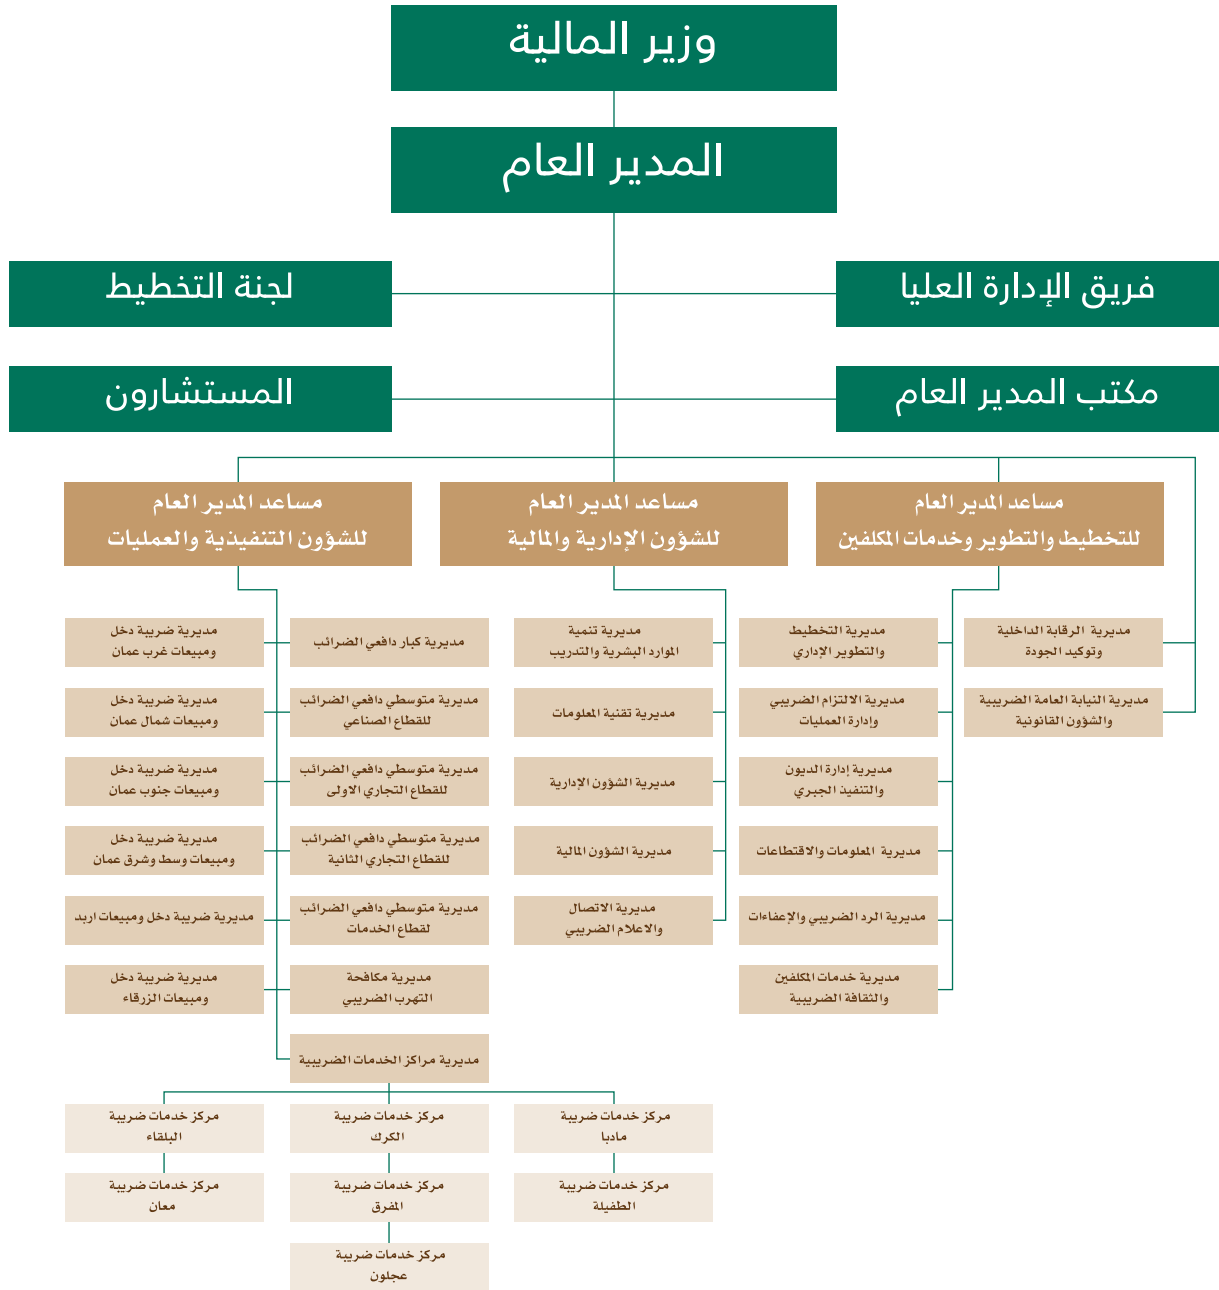 وزير المالية
المدير العام
فريق الإدارة العليا
لجنة التخطيط
مكتب المدير العام
المستشارون
مساعد المدير العام
للتخطيط والتطوير وخدمات المكلفين
مساعد المدير العام
للشؤون الإدارية والمالية
مساعد المدير العام
للشؤون التنفيذية والعمليات
مديرية الرقابة الداخلية
وتوكيد الجودة
مديرية النيابة العامة الضريبية
والشؤون القانونية
مديرية التخطيط
والتطوير الإداري
مديرية الالتزام الضريبي
وإدارة العمليات
مديرية إدارة الديون
والتنفيذ الجبري
مديرية المعلومات والاقتطاعات
مديرية الرد الضريبي والإعفاءات
مديرية خدمات المكلفين
والثقافة الضريبية
مديرية تنمية
الموارد البشرية والتدريب
مديرية تقنية المعلومات
مديرية الشؤون الإدارية
مديرية الشؤون المالية
مديرية الاتصال
والاعلام الضريبي
مديرية كبار دافعي الضرائب
مديرية متوسطي دافعي الضرائب
للقطاع الصناعي
مديرية متوسطي دافعي الضرائب
للقطاع التجاري الاولى
مديرية متوسطي دافعي الضرائب
للقطاع التجاري الثانية
مديرية متوسطي دافعي الضرائب
لقطاع الخدمات
مديرية مكافحة
التهرب الضريبي
مديرية مراكز الخدمات الضريبية
مديرية ضريبة دخل
ومبيعات غرب عمان
مديرية ضريبة دخل
ومبيعات شمال عمان
مديرية ضريبة دخل
ومبيعات جنوب عمان
مديرية ضريبة دخل
ومبيعات وسط وشرق عمان
مديرية ضريبة دخل ومبيعات اربد
مديرية ضريبة دخل
ومبيعات الزرقاء
مركز خدمات ضريبة
مادبا
مركز خدمات ضريبة
الطفيلة
مركز خدمات ضريبة
الكرك
مركز خدمات ضريبة
المفرق
مركز خدمات ضريبة
عجلون
مركز خدمات ضريبة
البلقاء
مركز خدمات ضريبة
معان